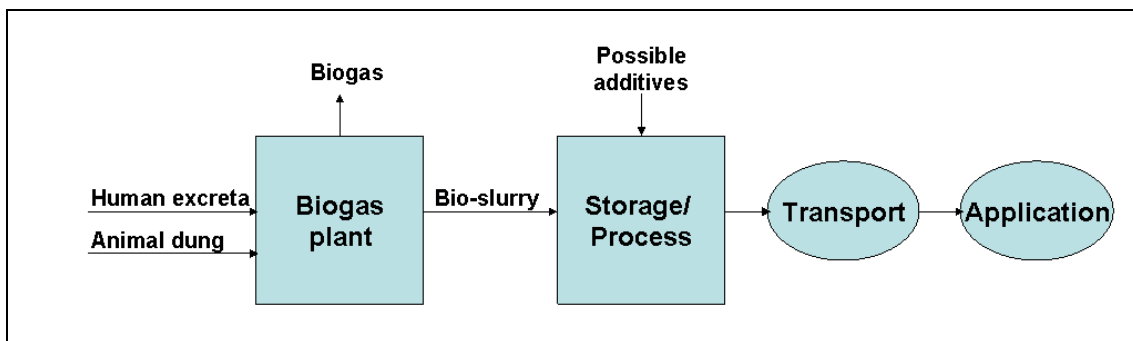 Biogas
Possible
additives
Human excreta
Animal dung
Biogas
plant
Bio-slurry
Storage/
Process
Transport
Application